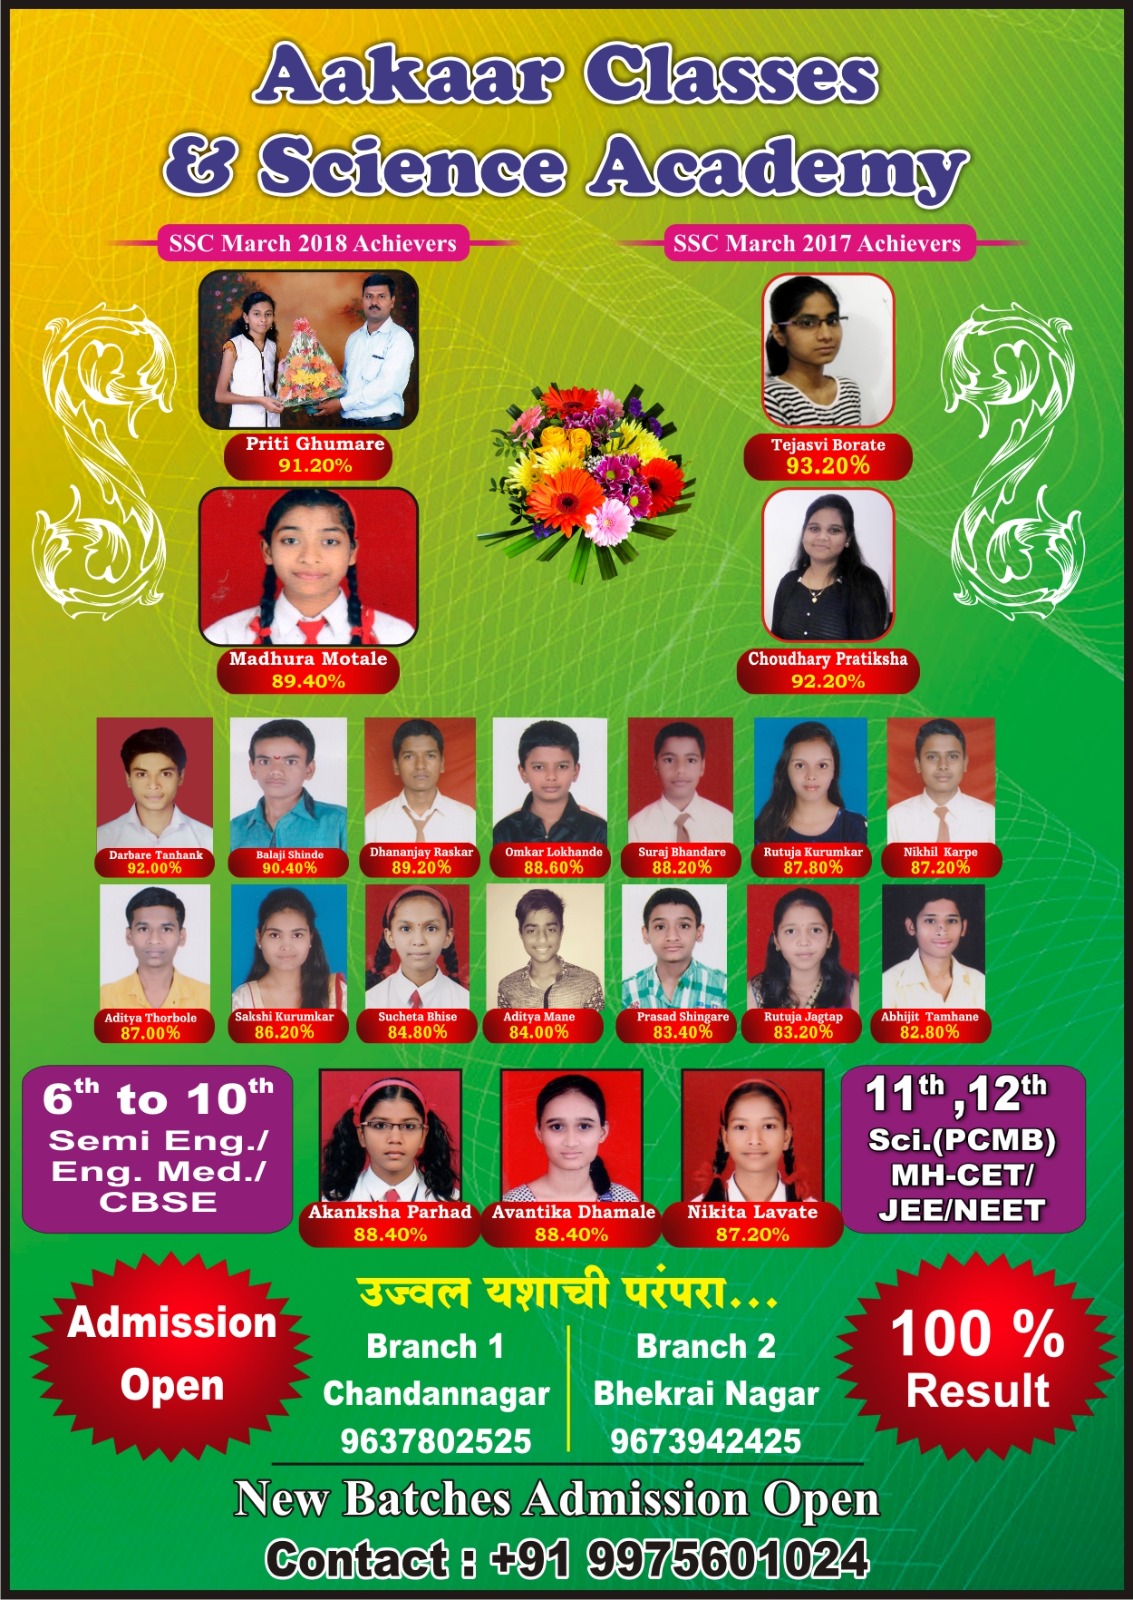 Aakaar Classes
& Science Academy
SSC March 2018 Achievers
SSC March 2017 Achievers
Priti Ghumare
91.20%
Tejasvi Borate
93.20%
Madhura Motale
89.40%
Choudhary Pratiksha
92.20%
Darbare Tanhank
92.00%
Balaji Shinde
90.40%
Dhananjay Raskar
89.20%
Omkar Lokhande
88.60%
Suraj Bhandare
88.20%
Rutuja Kurumkar
87.80%
Nikhil Karpe
87.20%
Aditya Thorbole
87.00%
Sakshi Kurumkar
86.20%
Sucheta Bhise
84.80%
Aditya Mane
84.00%
Prasad Shingare
83.40%
Rutuja Jagtap
83.20%
Abhijit Tamhane
82.80%
6th to 10th
Semi Eng./
Eng. Med./
CBSE
Akanksha Parhad
88.40%
Avantika Dhamale
88.40%
Nikita Lavate
87.20%
11th ,12th
Sci.(PCMB)
MH-CET/
JEE/NEET
Admission
Open
उज्वल यशाची परंपरा...
Branch 1
Chandannagar
9637802525
Branch 2
Bhekrai Nagar
9673942425
100 %
Result
New Batches Admission Open
Contact : +91 9975601024